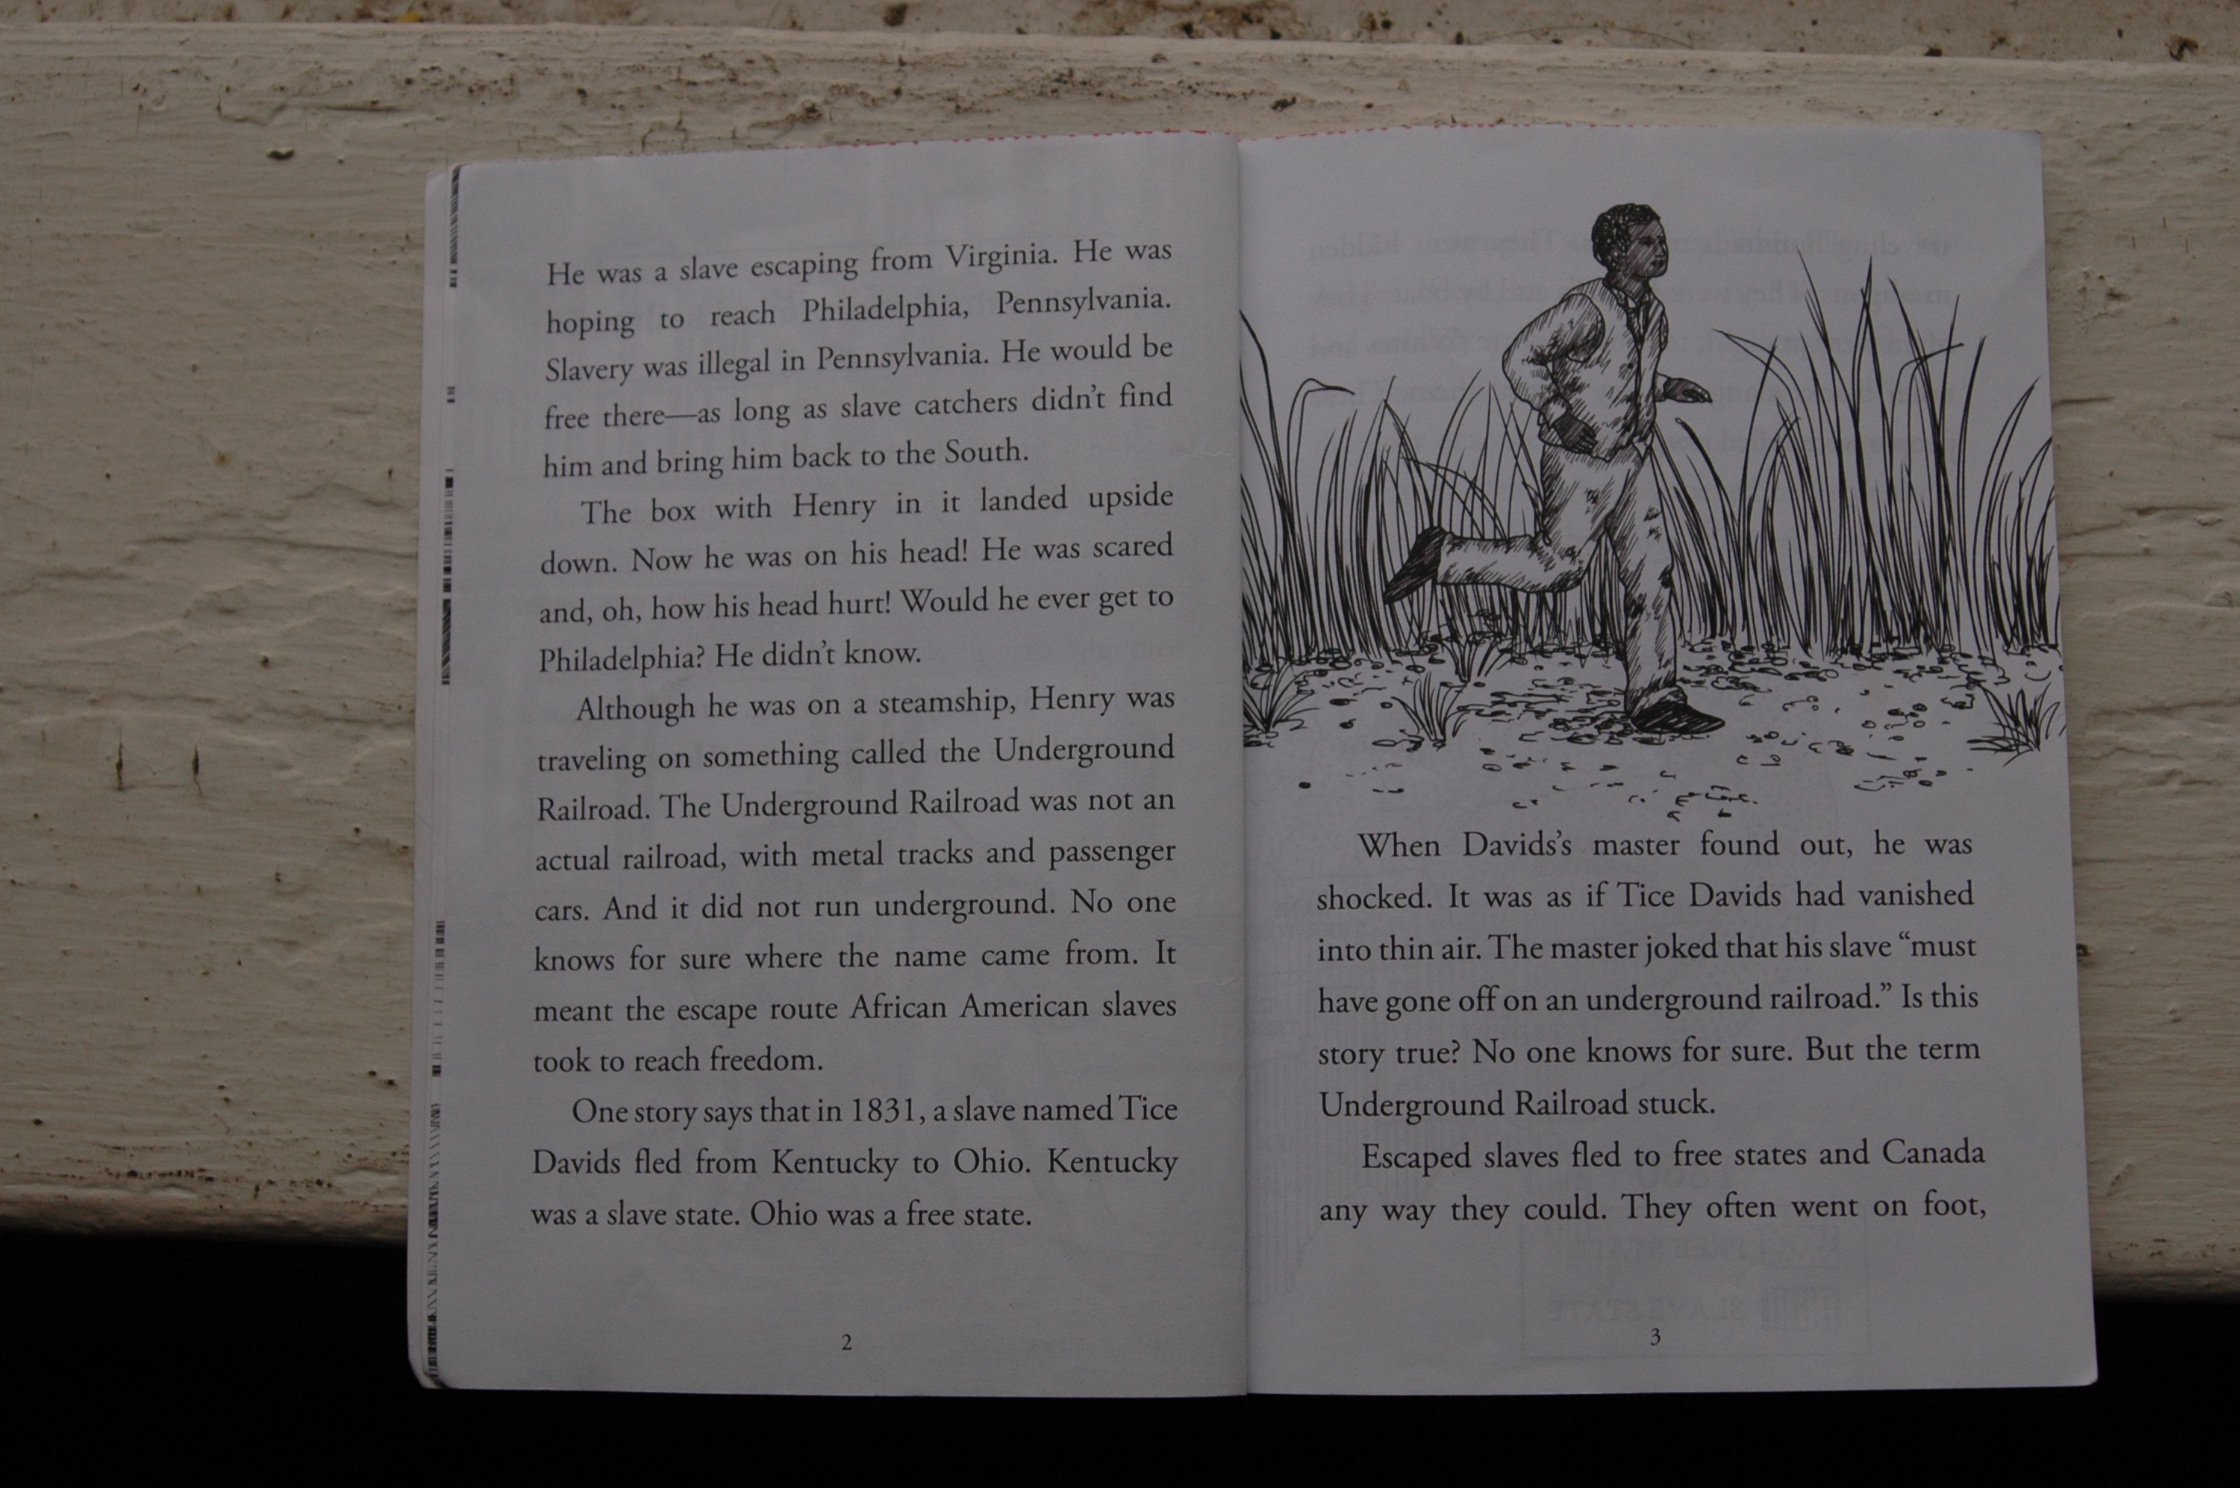 He was a slave escaping from Virginia. He was
hoping to reach Philadelphia, Pennsylvania.
Slavery was illegal in Pennsylvania. He would be
free there—as long as slave catchers didn't find
him and bring him back to the South.
The box with Henry in it landed upside
down. Now he was on his head! He was scared
and, oh, how his head hurt! Would he ever get to
Philadelphia? He didn't know.
Although he was on a steamship, Henry was
traveling on something called the Underground
Railroad. The Underground Railroad was not an
actual railroad, with metal tracks and passenger
cars. And it did not run underground. No one
knows for sure where the name came from. It
meant the escape route African American slaves
took to reach freedom.
One story says that in 1831, a slave named Tice
Davids fled from Kentucky to Ohio. Kentucky
was a slave state. Ohio was a free state.
2
When Davids's master found out, he was
shocked. It was as if Tice Davids had vanished
into thin air. The master joked that his slave “must
have gone off on an underground railroad.” Is this
story true? No one knows for sure. But the term
Underground Railroad stuck.
Escaped slaves fled to free states and Canada
any way they could. They often went on foot,
3